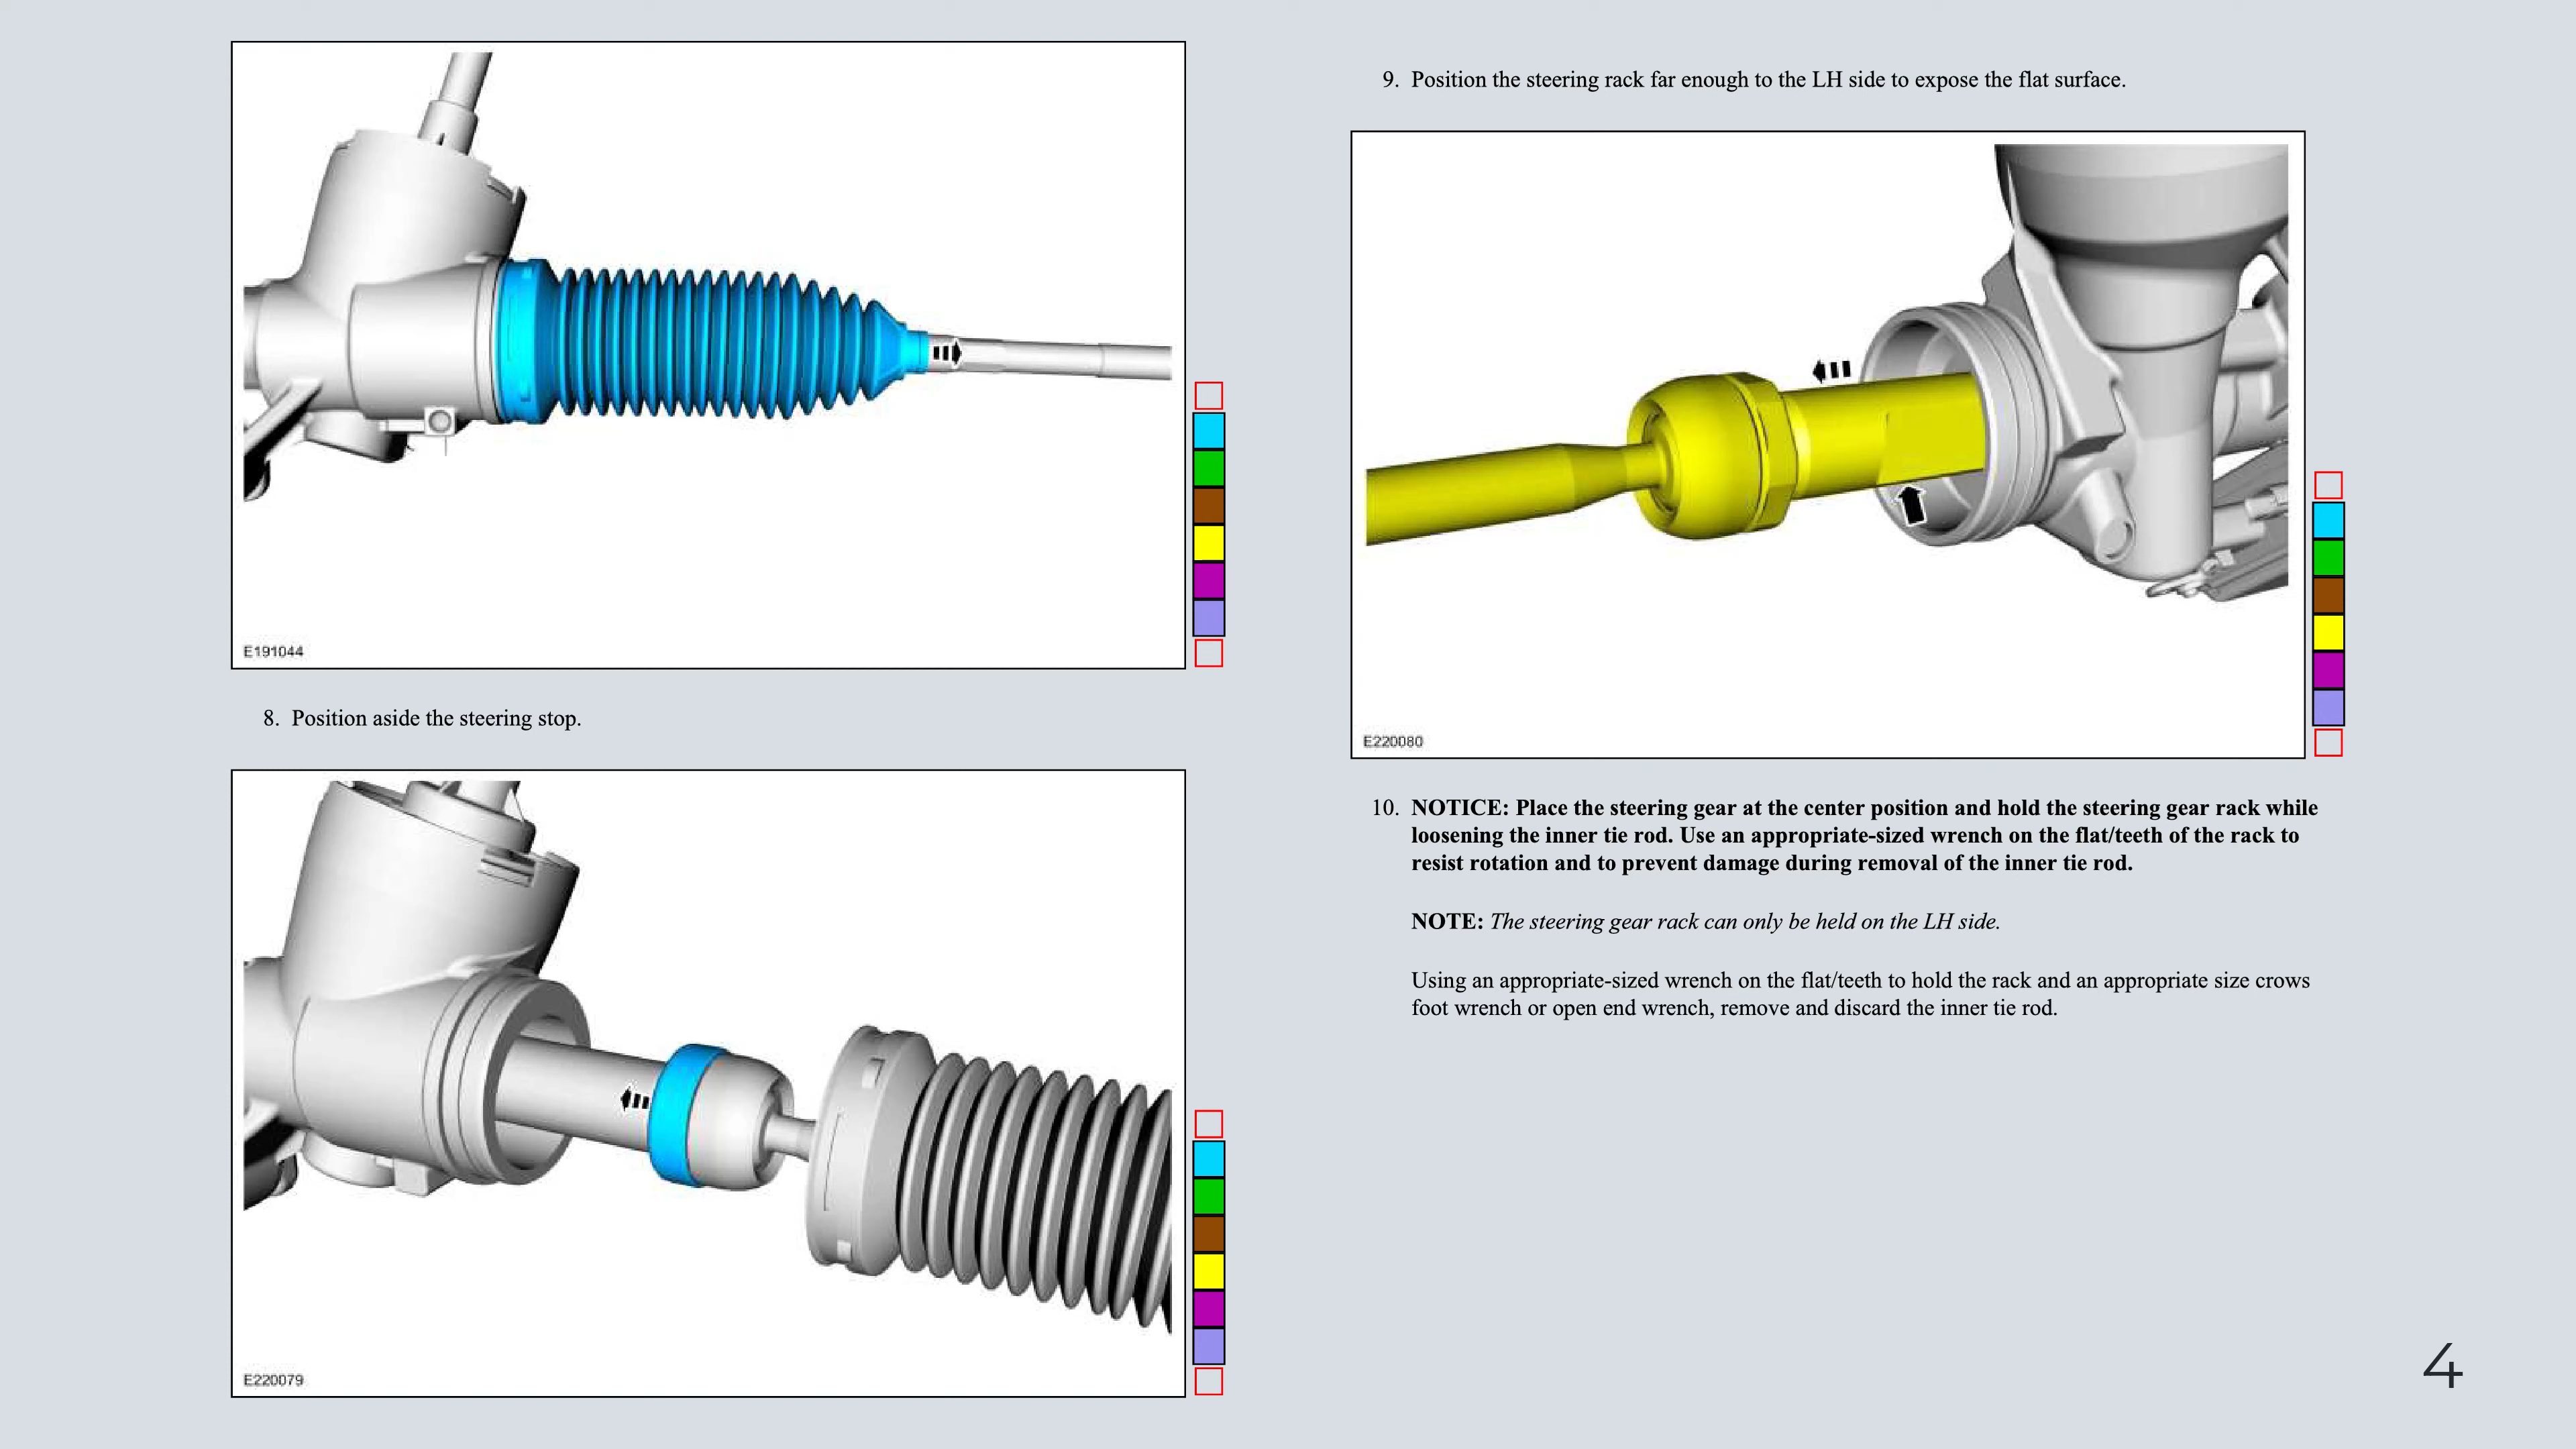 E191044
8. Position aside the steering stop.
E220079
9. Position the steering rack far enough to the LH side to expose the flat surface.
E220080
10. NOTICE: Place the steering gear at the center position and hold the steering gear rack while
loosening the inner tie rod. Use an appropriate-sized wrench on the flat/teeth of the rack to
resist rotation and to prevent damage during removal of the inner tie rod.
NOTE: The steering gear rack can only be held on the LH side.
Using an appropriate-sized wrench on the flat/teeth to hold the rack and an appropriate size crows
foot wrench or open end wrench, remove and discard the inner tie rod.
4